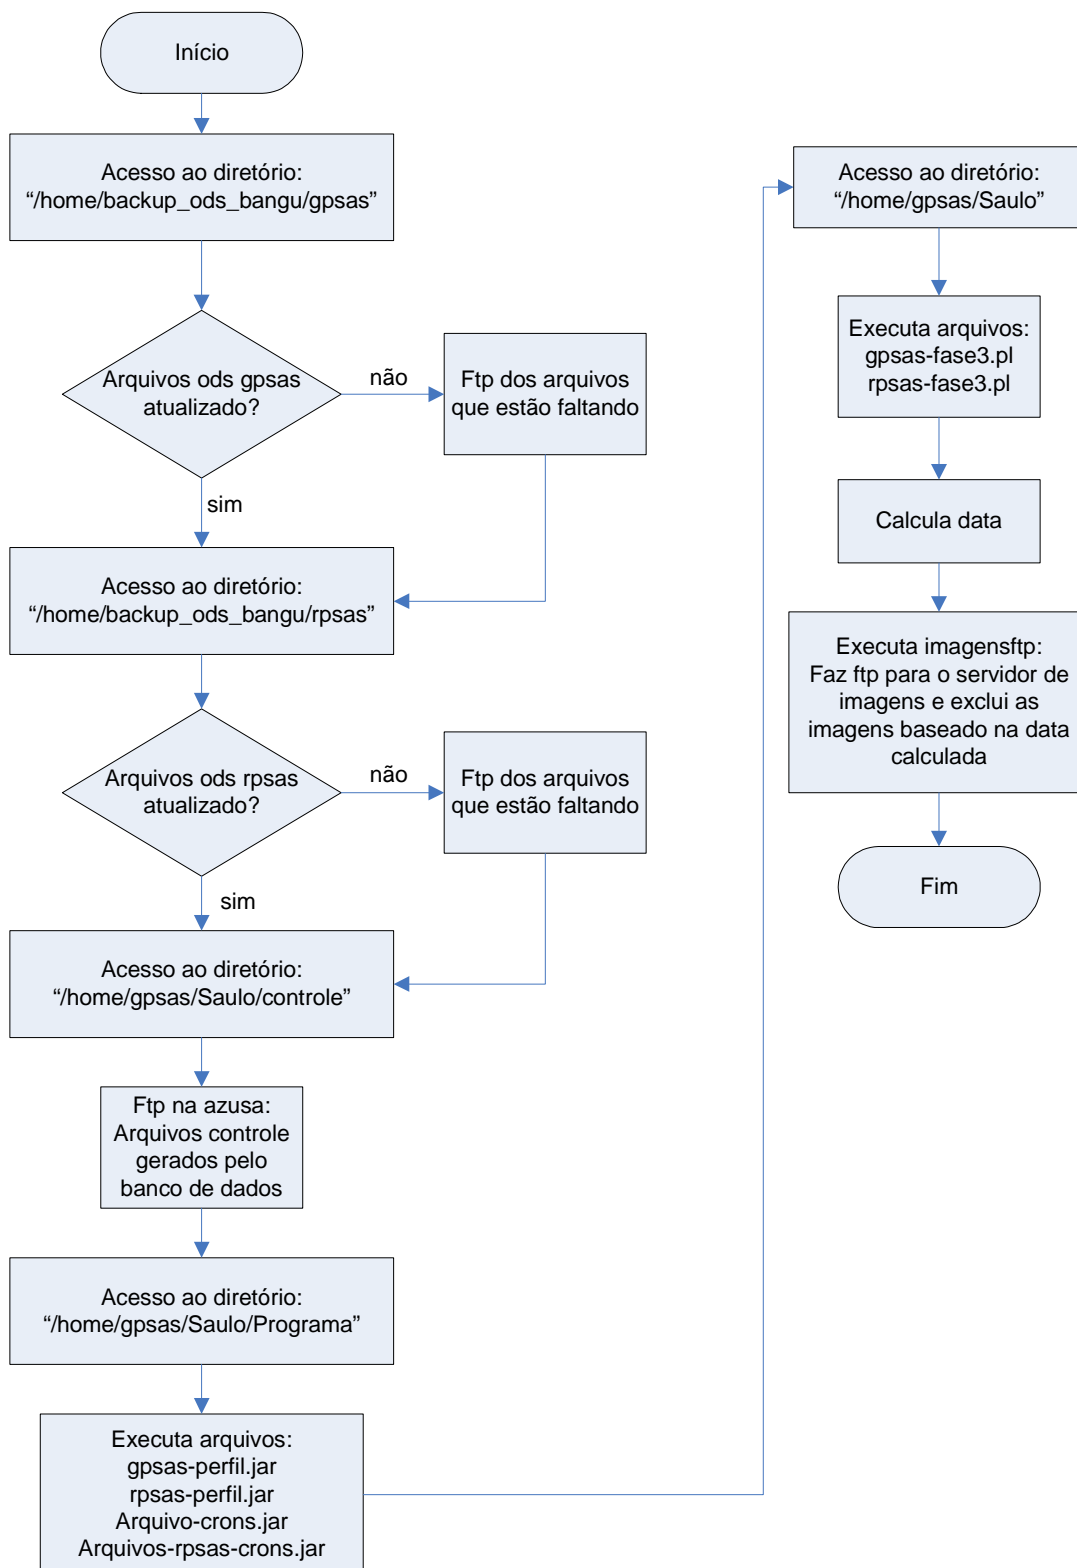 Início
Acesso ao diretório:
“/home/backup_ods_bangu/gpsas”
Arquivos ods gpsas
atualizado?
não
Ftp dos arquivos
que estão faltando
sim
Acesso ao diretório:
“/home/backup_ods_bangu/rpsas”
Arquivos ods rpsas
atualizado?
não
Ftp dos arquivos
que estão faltando
sim
Acesso ao diretório:
“/home/gpsas/Saulo/controle”
Ftp na azusa:
Arquivos controle
gerados pelo
banco de dados
Acesso ao diretório:
“/home/gpsas/Saulo/Programa”
Executa arquivos:
gpsas-perfil.jar
rpsas-perfil.jar
Arquivo-crons.jar
Arquivos-rpsas-crons.jar
Acesso ao diretório:
“/home/gpsas/Saulo”
Executa arquivos:
gpsas-fase3.pl
rpsas-fase3.pl
Calcula data
Executa imagensftp:
Faz ftp para o servidor de
imagens e exclui as
imagens baseado na data
calculada
Fim